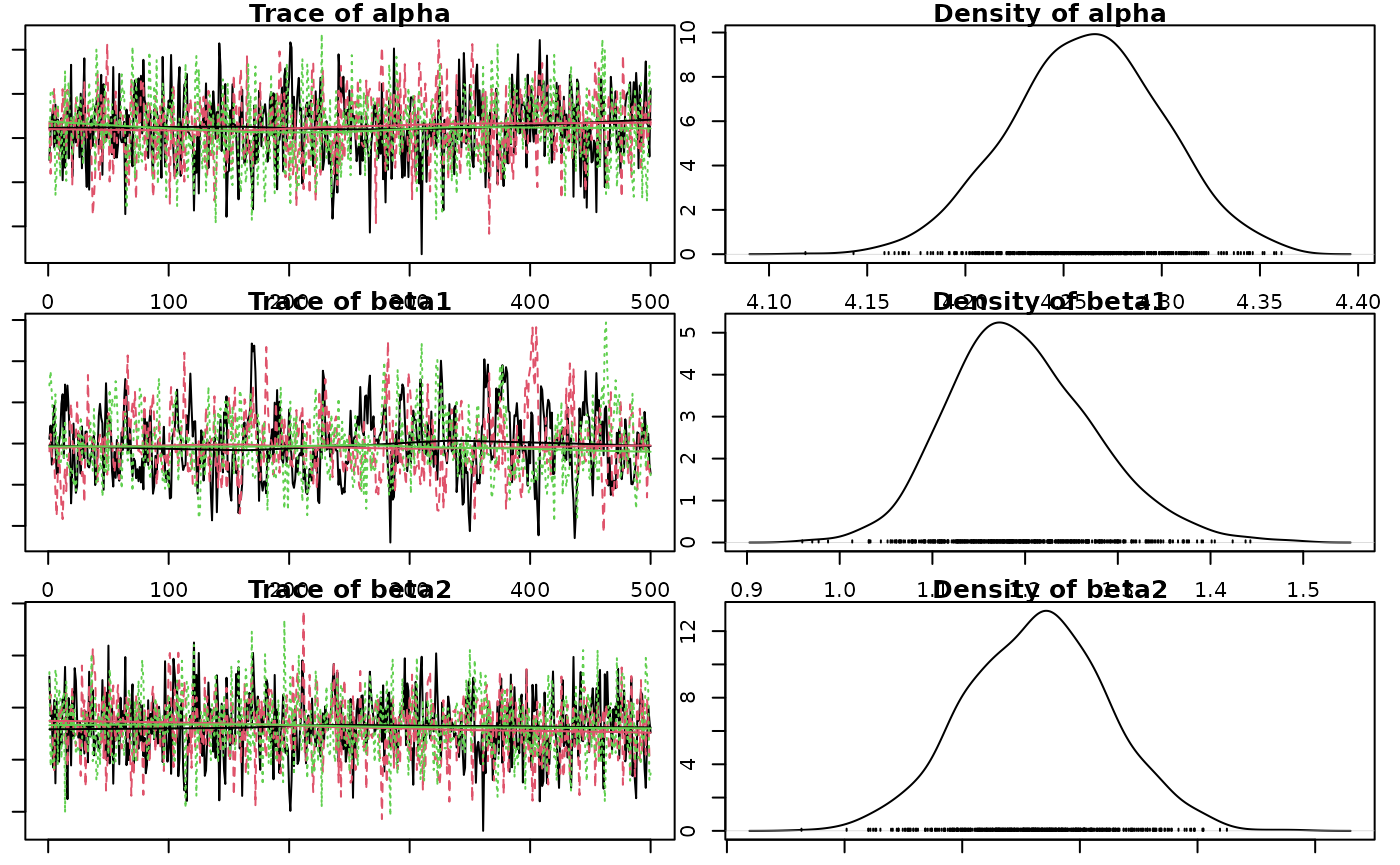 Trace of alpha
Density of alpha
0 2 4 6 8 10
0 100 200 300 400 500
4.10 4.15 4.20 4.25 4.30 4.35 4.40
Trace of beta1
Density of beta1
0 1 2 3 4 5
0 100 200 300 400 500
0.9 1.0 1.1 1.2 1.3 1.4 1.5
Trace of beta2
Density of beta2
0 4 8 12